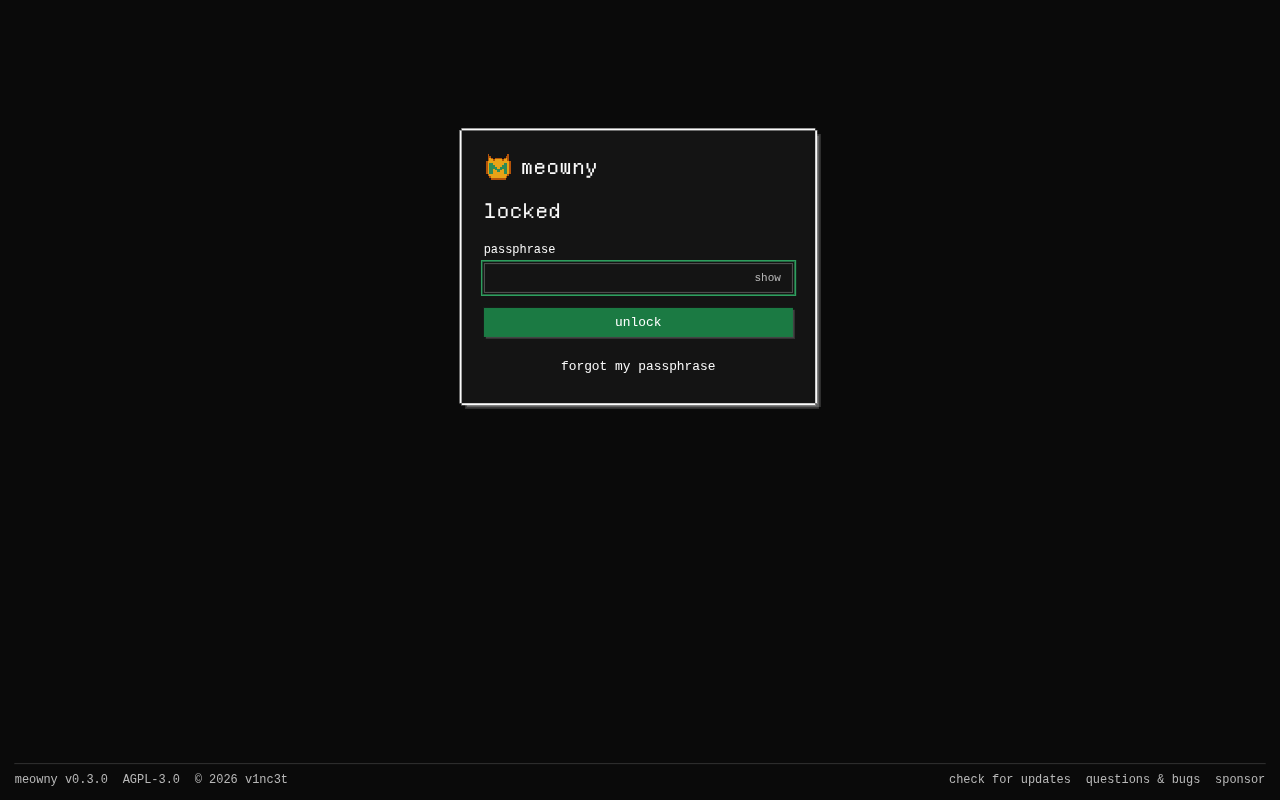 meowny
locked
passphrase
show
unlock
forgot my passphrase
meowny v0.3.0 AGPL-3.0 © 2026 v1nc3t check for updates questions & bugs sponsor